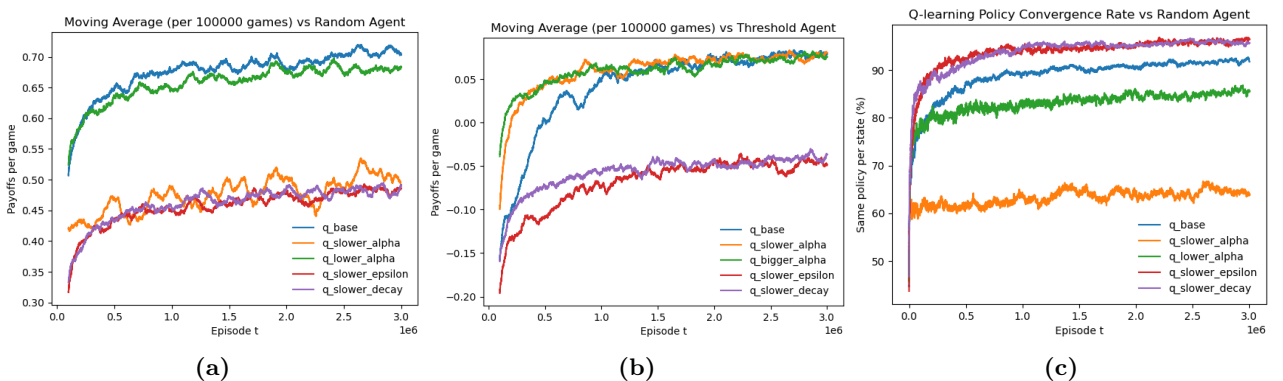 Moving Average (per 100000 games) vs Random Agent
Payoffs per game
0.70
0.65
0.60
0.55
0.50
0.45
0.40
0.35
0.30
q_base
q_slower_alpha
q_lower_alpha
q_slower_epsilon
q_slower_decay
0.0
0.5
1.0
1.5
2.0
2.5
3.0
1e6
Episode t
(a)
Moving Average (per 100000 games) vs Threshold Agent
Payoffs per game
0.05
0.00
−0.05
−0.10
−0.15
−0.20
q_base
q_slower_alpha
q_bigger_alpha
q_slower_epsilon
q_slower_decay
0.0
0.5
1.0
1.5
2.0
2.5
3.0
1e6
Episode t
(b)
Q-learning Policy Convergence Rate vs Random Agent
Same policy per state (%)
90
80
70
60
50
q_base
q_slower_alpha
q_lower_alpha
q_slower_epsilon
q_slower_decay
0.0
0.5
1.0
1.5
2.0
2.5
3.0
1e6
Episode t
(c)